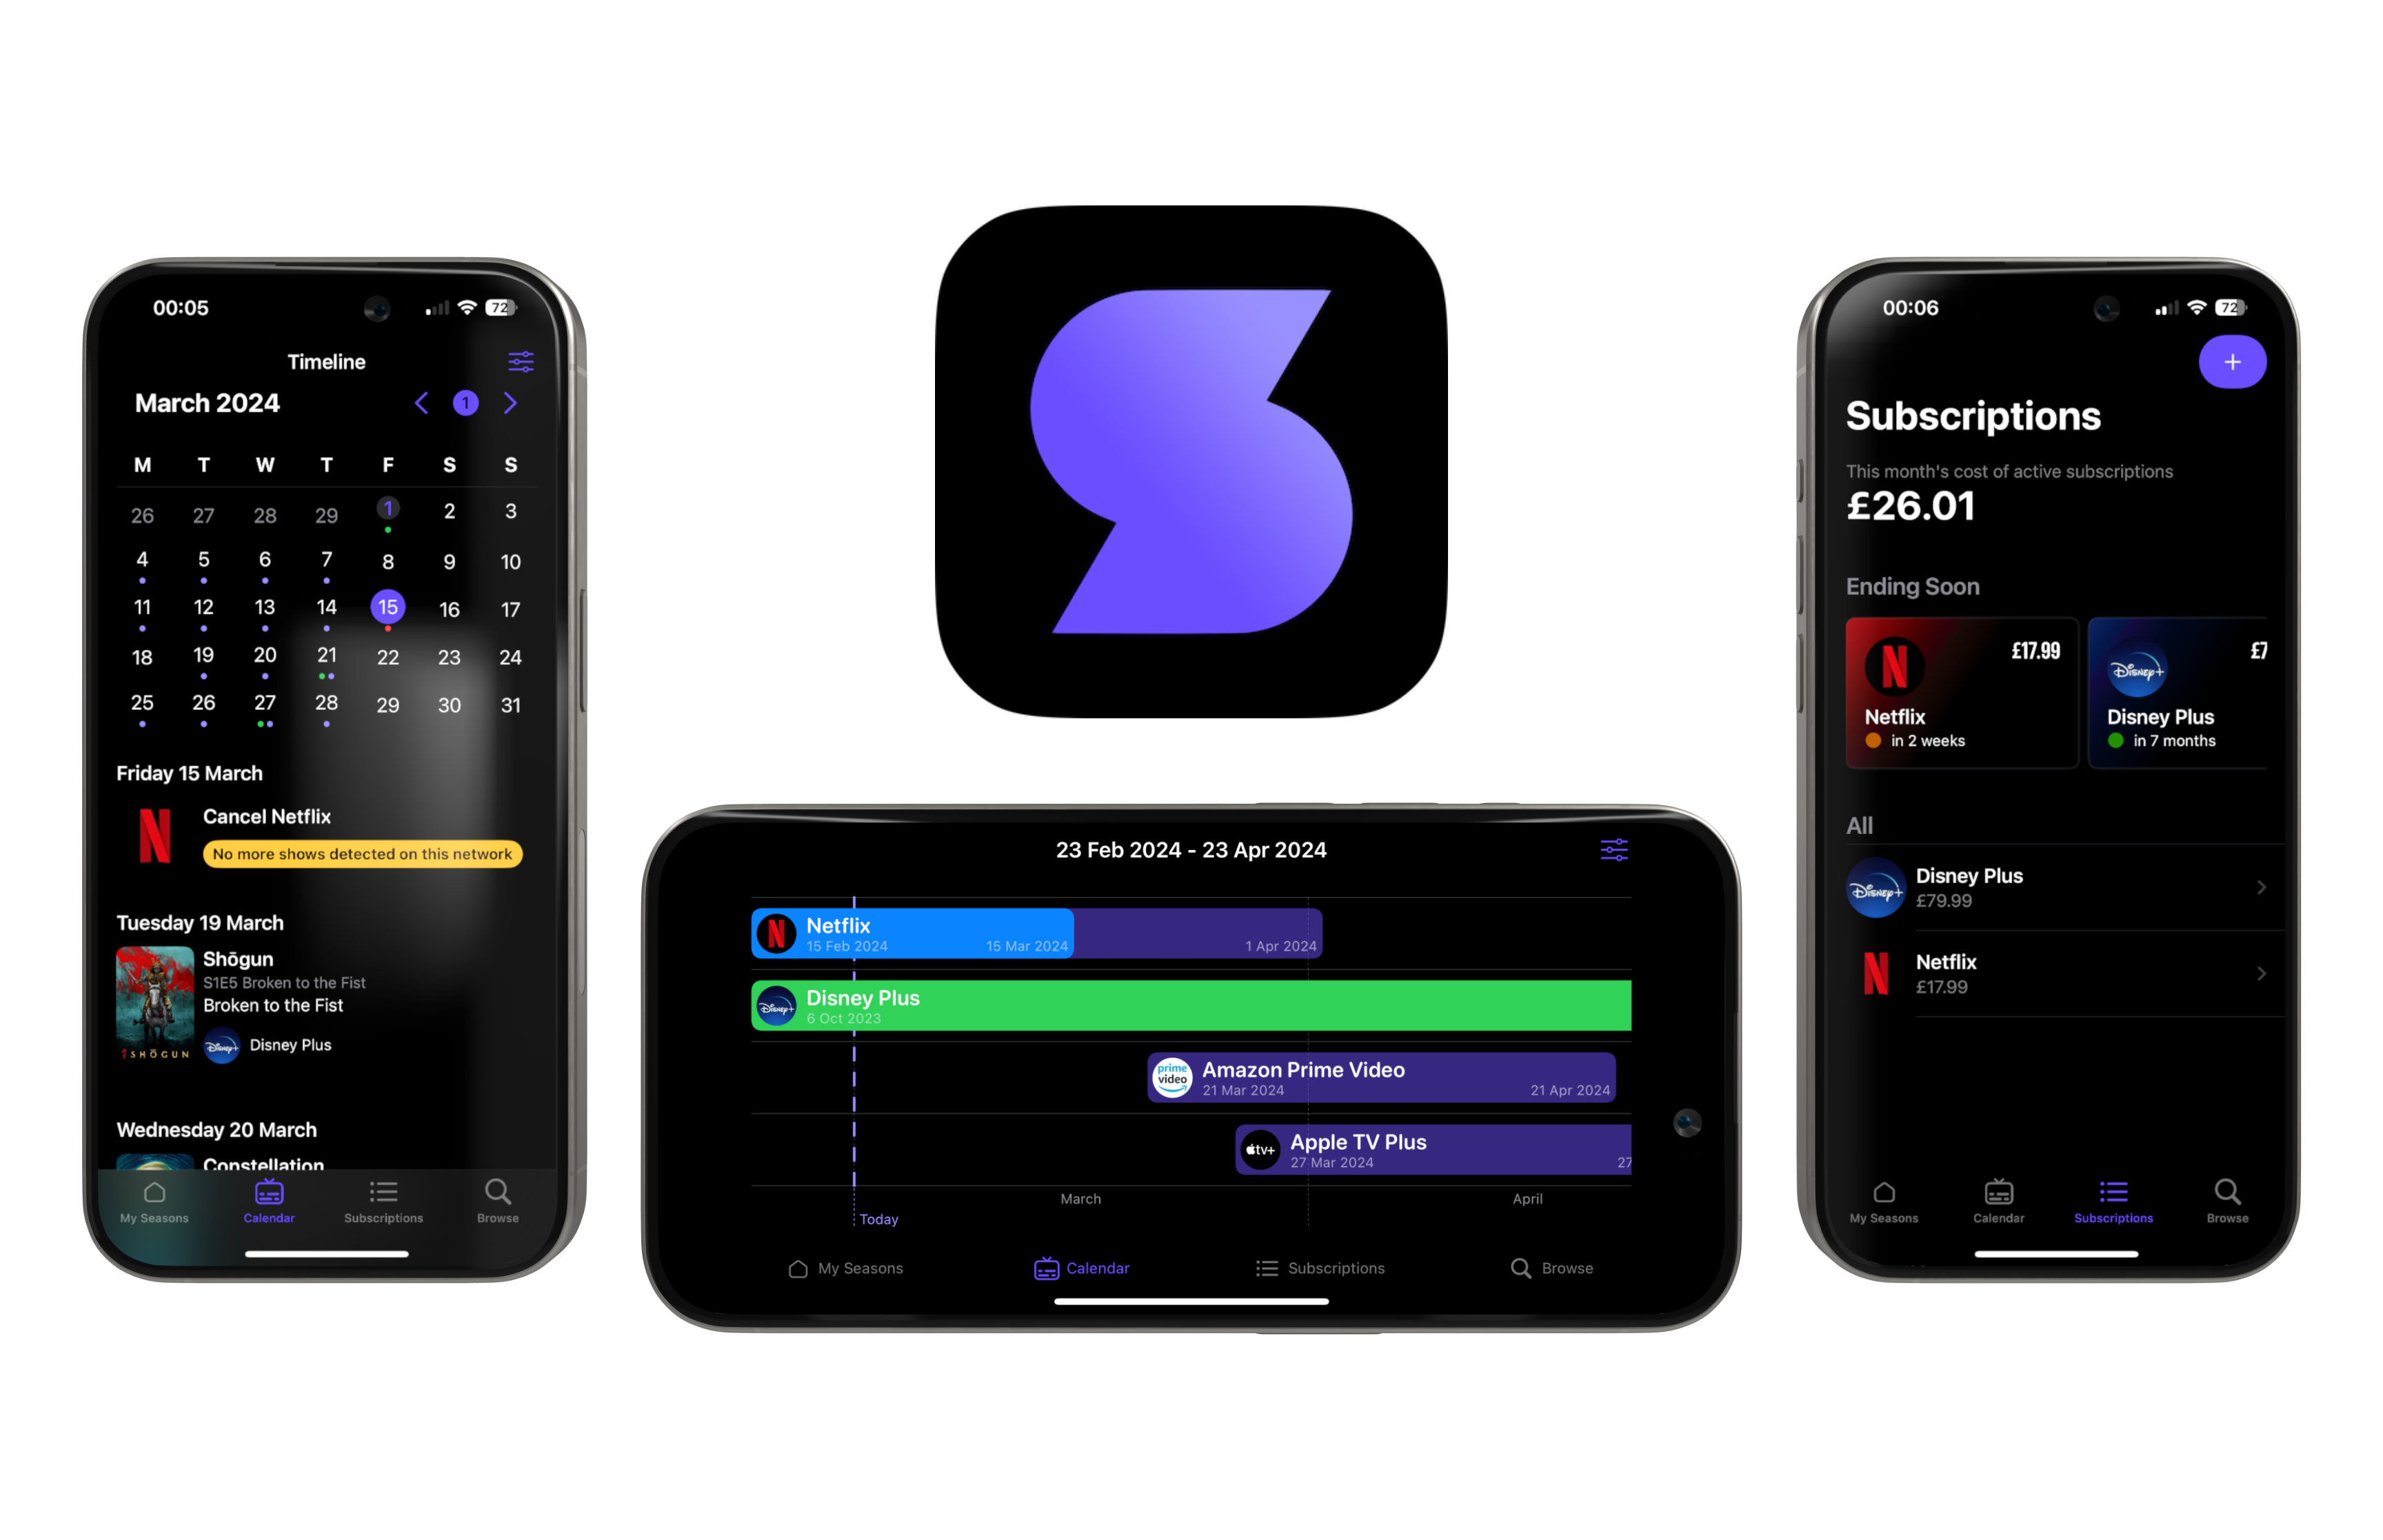 00:05
72
Timeline
March 2024
1
M T W T F S S
26 27 28 29 1 2 3
4 5 6 7 8 9 10
11 12 13 14 15 16 17
18 19 20 21 22 23 24
25 26 27 28 29 30 31
Friday 15 March
N
Cancel Netflix
No more shows detected on this network
Tuesday 19 March
Shōgun
S1E5 Broken to the Fist
Broken to the Fist
SHŌGUN
Disney+
Disney Plus
Wednesday 20 March
Constellation
My Seasons
Calendar
Subscriptions
Browse
S
23 Feb 2024 - 23 Apr 2024
N
Netflix
15 Feb 2024
15 Mar 2024
1 Apr 2024
Disney+
Disney Plus
6 Oct 2023
prime
video
Amazon Prime Video
21 Mar 2024
21 Apr 2024
tv+
Apple TV Plus
27 Mar 2024
27
March
April
Today
My Seasons
Calendar
Subscriptions
Browse
00:06
72
+
Subscriptions
This month's cost of active subscriptions
£26.01
Ending Soon
N
£17.99
Netflix
in 2 weeks
Disney+
£7
Disney Plus
in 7 months
All
Disney+
Disney Plus
£79.99
N
Netflix
£17.99
My Seasons
Calendar
Subscriptions
Browse